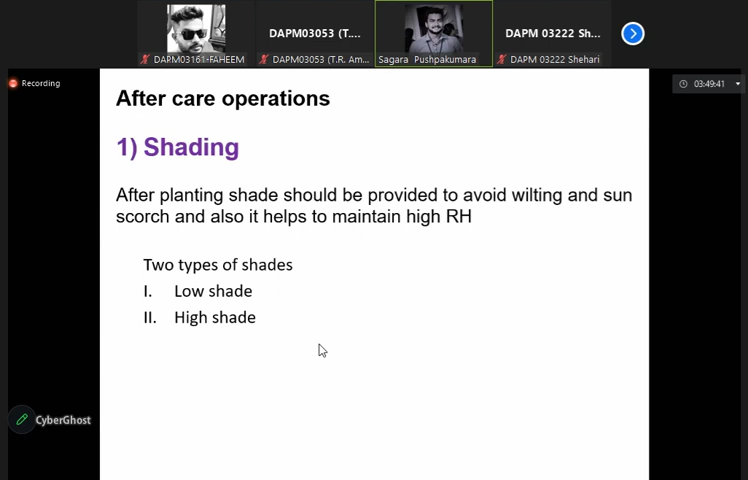 DAPM03053 (T....
DAPM 03222 Sh...
DAPM03161-FAHEEM
DAPM03053 (T.R. Am...
Sagara Pushpakumara
DAPM 03222 Shehari
Recording
03:49:41
After care operations
1) Shading
After planting shade should be provided to avoid wilting and sun
scorch and also it helps to maintain high RH
Two types of shades
I. Low shade
II. High shade
CyberGhost